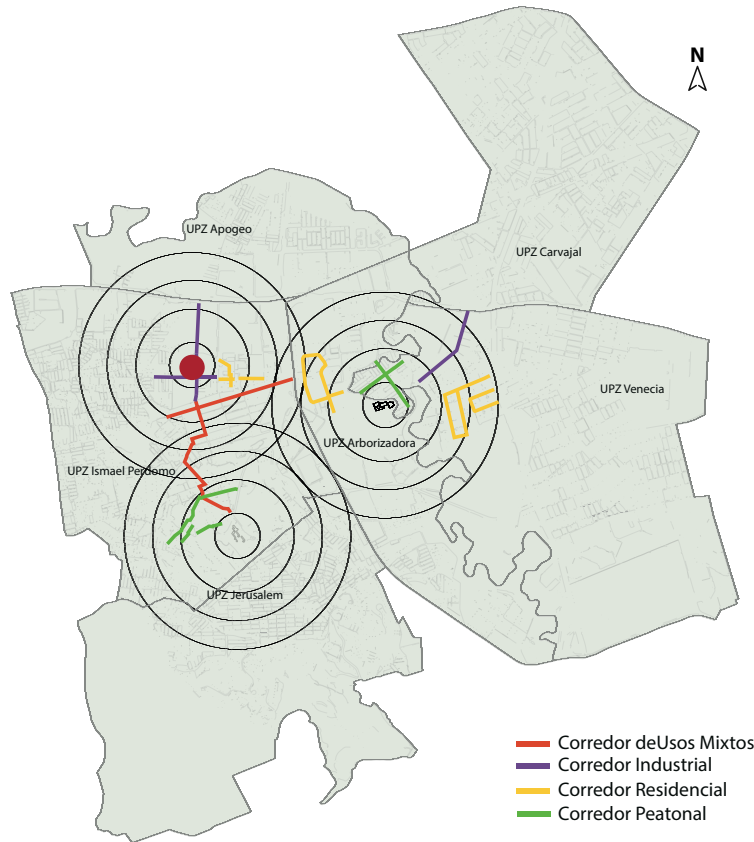 N
UPZ Apogeo
UPZ Carvajal
UPZ Venecia
UPZ Arborizadora
UPZ Ismael Perdomo
UPZ Jerusalem
Corredor deUsos Mixtos
Corredor Industrial
Corredor Residencial
Corredor Peatonal